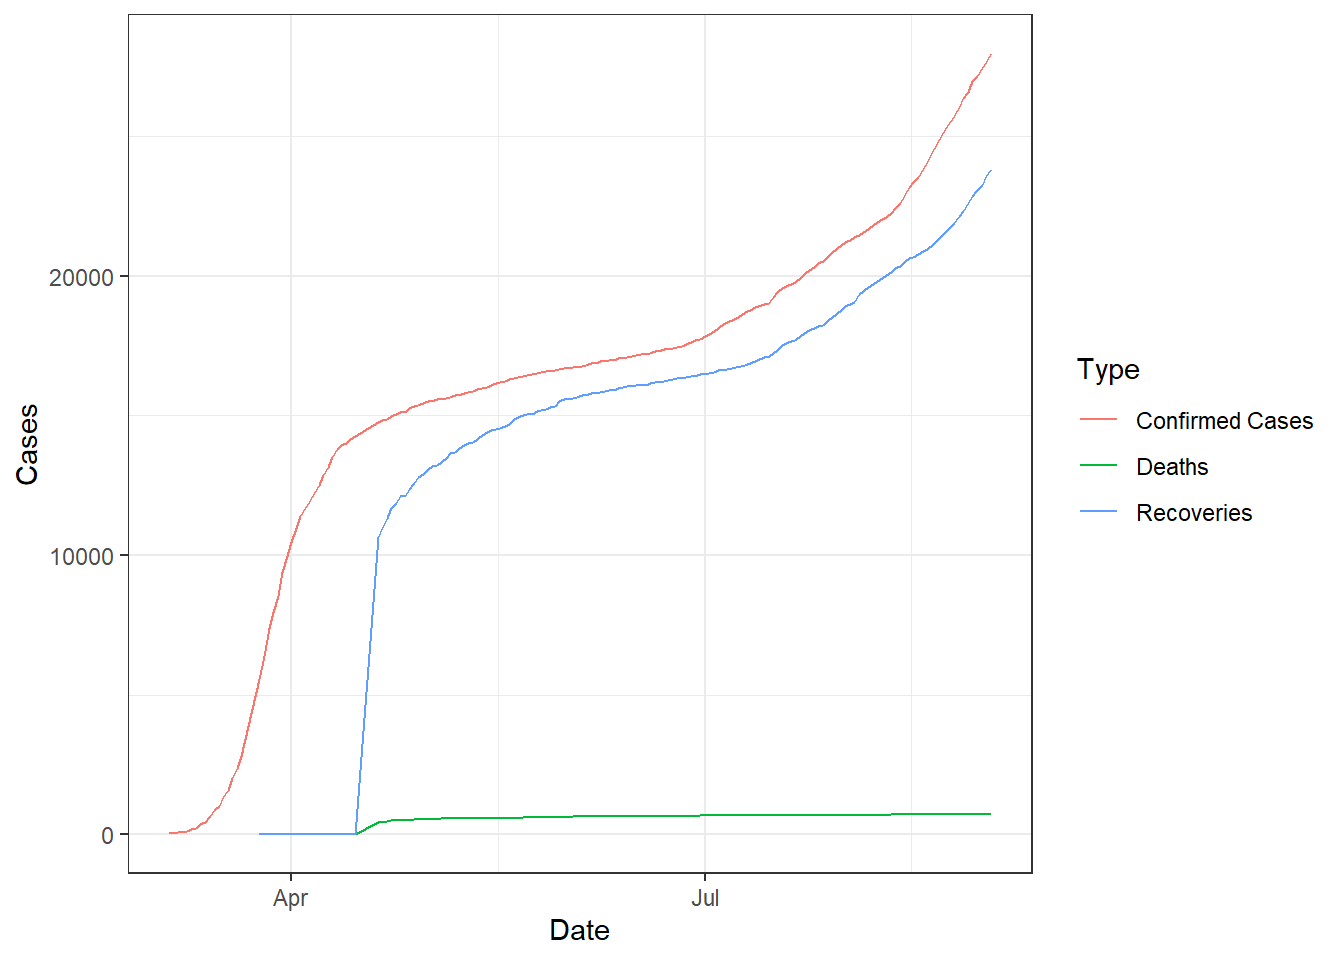 Cases
20000
10000
0
Apr
Jul
Date
Type
Confirmed Cases
Deaths
Recoveries